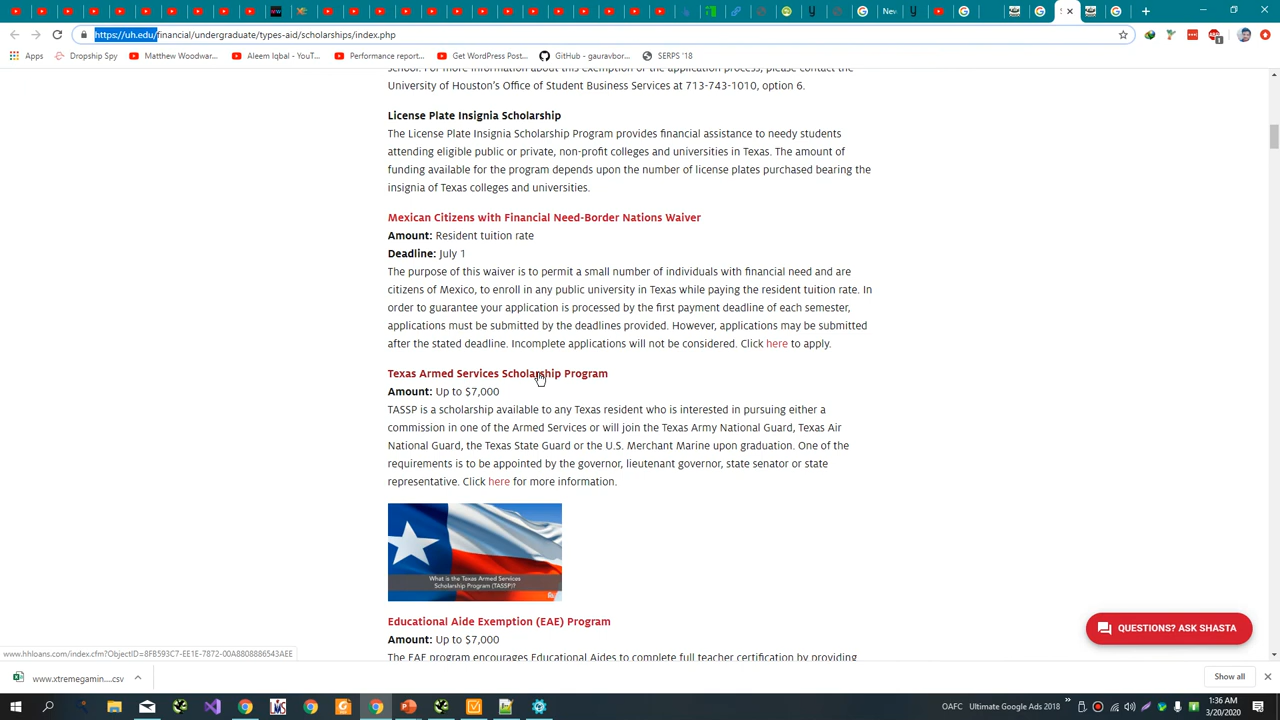 New
S
https://uh.edu/financial/undergraduate/types-aid/scholarships/index.php
Apps
Dropship Spy
Matthew Woodwar...
Aleem Iqbal - YouT...
Performance report...
Get WordPress Post...
GitHub - gauravbor...
SERPS '18
school. For more information about this exemption or the application process, please contact the
University of Houston's Office of Student Business Services at 713-743-1010, option 6.
License Plate Insignia Scholarship
The License Plate Insignia Scholarship Program provides financial assistance to needy students
attending eligible public or private, non-profit colleges and universities in Texas. The amount of
funding available for the program depends upon the number of license plates purchased bearing the
insignia of Texas colleges and universities.
Mexican Citizens with Financial Need-Border Nations Waiver
Amount: Resident tuition rate
Deadline: July 1
The purpose of this waiver is to permit a small number of individuals with financial need and are
citizens of Mexico, to enroll in any public university in Texas while paying the resident tuition rate. In
order to guarantee your application is processed by the first payment deadline of each semester,
applications must be submitted by the deadlines provided. However, applications may be submitted
after the stated deadline. Incomplete applications will not be considered. Click here to apply.
Texas Armed Services Scholarship Program
Amount: Up to $7,000
TASSP is a scholarship available to any Texas resident who is interested in pursuing either a
commission in one of the Armed Services or will join the Texas Army National Guard, Texas Air
National Guard, the Texas State Guard or the U.S. Merchant Marine upon graduation. One of the
requirements is to be appointed by the governor, lieutenant governor, state senator or state
representative. Click here for more information.
What is the Texas Armed Services
Scholarship Program (TASSP)?
Educational Aide Exemption (EAE) Program
Amount: Up to $7,000
The EAE program encourages Educational Aides to complete full teacher certification by providing
QUESTIONS? ASK SHASTA
www.hhloans.com/index.cfm?ObjectID=8FB593C7-EE1E-7872-00A8808886543AEE
www.xtremegamin....csv
Show all
OAFC
Ultimate Google Ads 2018
1:36 AM
3/20/2020